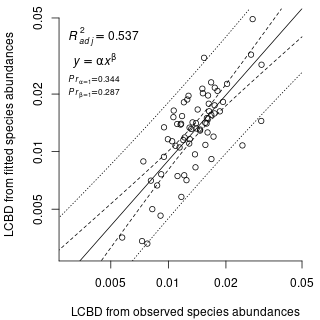 R²adj = 0.537
y = αxᵝ
Prα=1=0.344
Prβ=1=0.287
LCBD from fitted species abundances
0.05
0.02
0.01
0.005
0.005 0.01 0.02 0.05
LCBD from observed species abundances